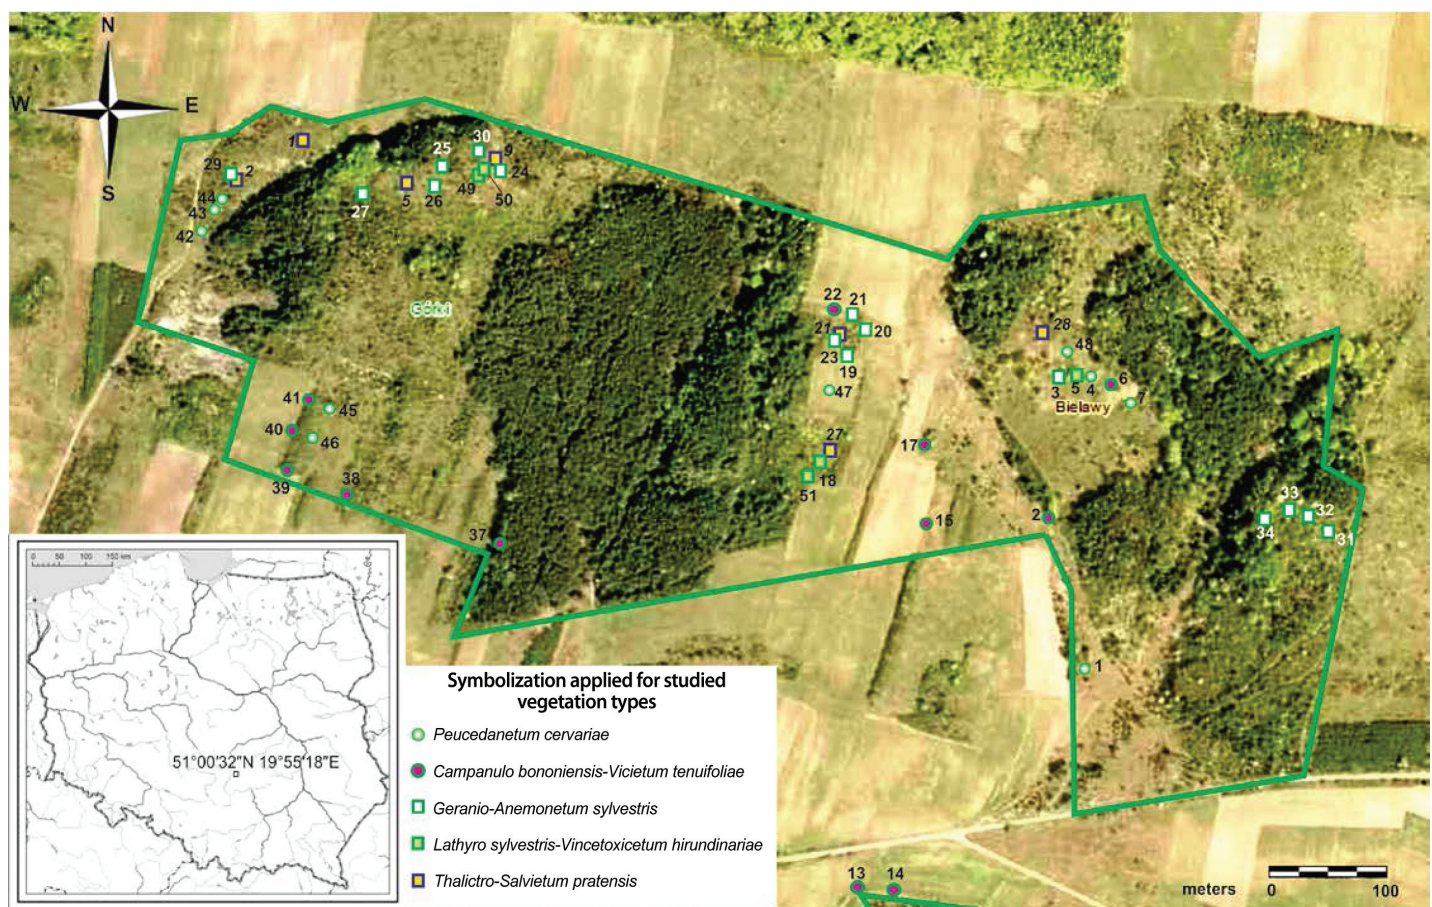 N
W E
S
1
30
9
25
29 2
24
49 50
5 26
27
44
43
42
Góźd
22 21
21 20
23 19
47
28
48
3 5 4 6
7
Bielawy
41 45
40 46
39 38
37
27
18
51
17
15
2
33
32
34 31
1
0 50 100 150 km
51°00'32"N 19°55'18"E
Symbolization applied for studied
vegetation types
Peucedanetum cervariae
Campanulo bononiensis-Vicietum tenuifoliae
Geranio-Anemonetum sylvestris
Lathyro sylvestris-Vincetoxicetum hirundinariae
Thalictro-Salvietum pratensis
13 14
meters 0 100